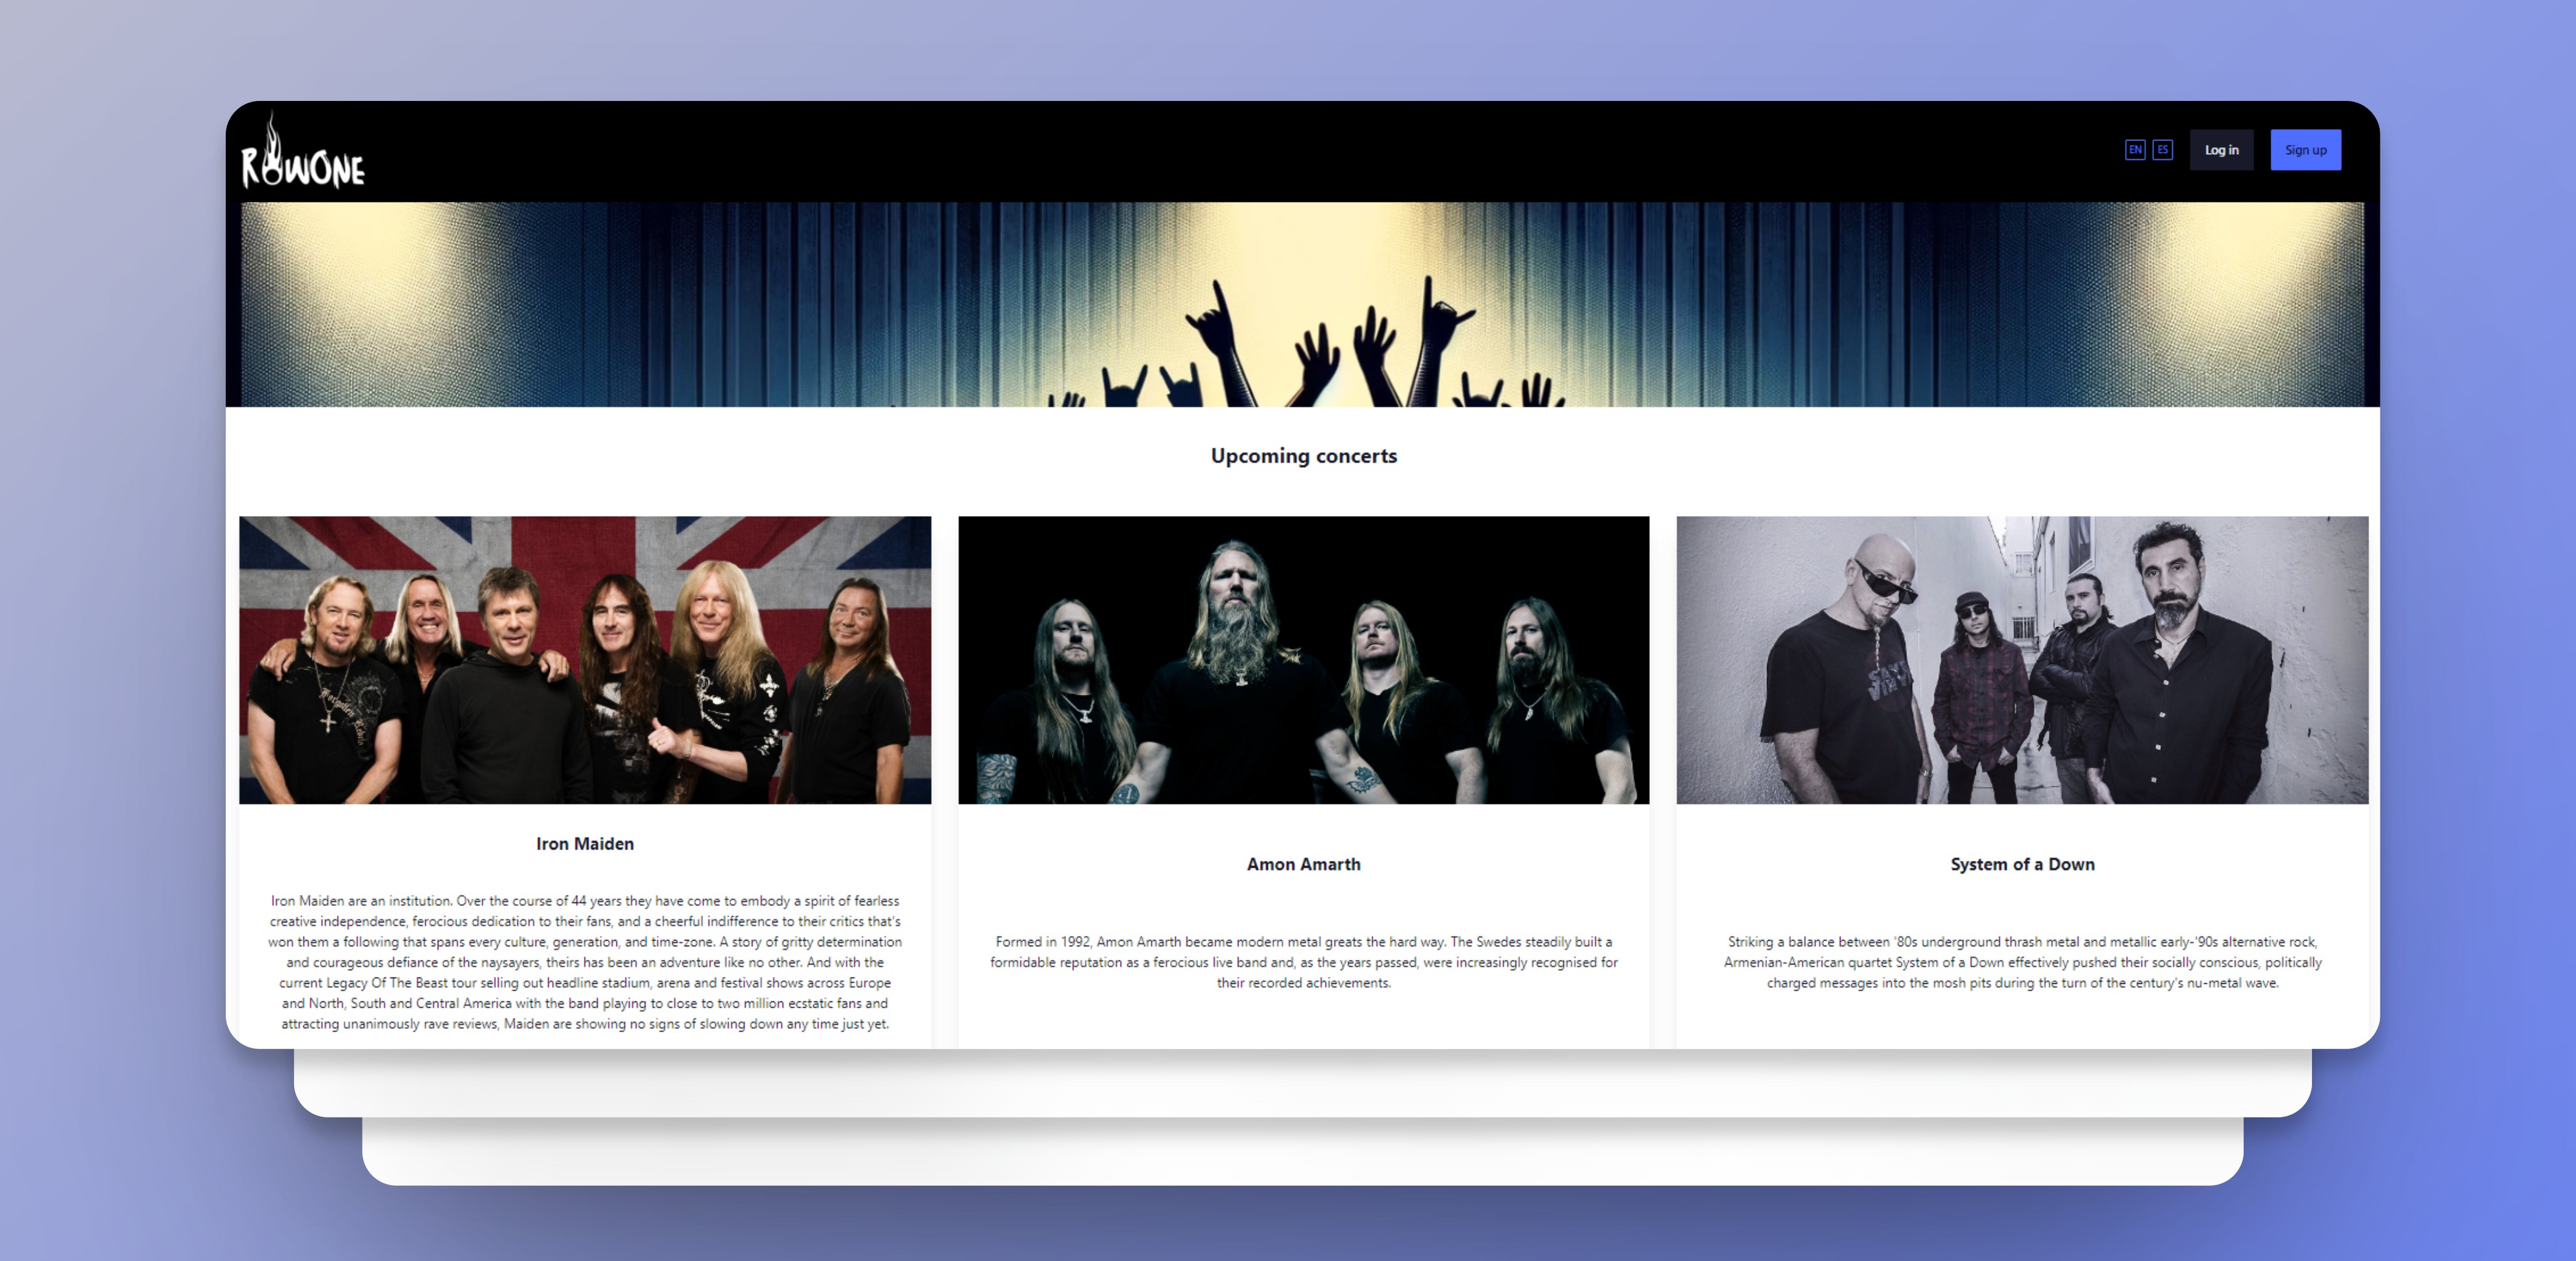 ROWONE
EN ES Log in Sign up
Upcoming concerts
Iron Maiden
Iron Maiden are an institution. Over the course of 44 years they have come to embody a spirit of fearless
creative independence, ferocious dedication to their fans, and a cheerful indifference to their critics that's
won them a following that spans every culture, generation, and time-zone. A story of gritty determination
and courageous defiance of the naysayers, theirs has been an adventure like no other. And with the
current Legacy Of The Beast tour selling out headline stadium, arena and festival shows across Europe
and North, South and Central America with the band playing to close to two million ecstatic fans and
attracting unanimously rave reviews, Maiden are showing no signs of slowing down any time just yet.
Amon Amarth
Formed in 1992, Amon Amarth became modern metal greats the hard way. The Swedes steadily built a
formidable reputation as a ferocious live band and, as the years passed, were increasingly recognised for
their recorded achievements.
System of a Down
Striking a balance between '80s underground thrash metal and metallic early-'90s alternative rock,
Armenian-American quartet System of a Down effectively pushed their socially conscious, politically
charged messages into the mosh pits during the turn of the century's nu-metal wave.